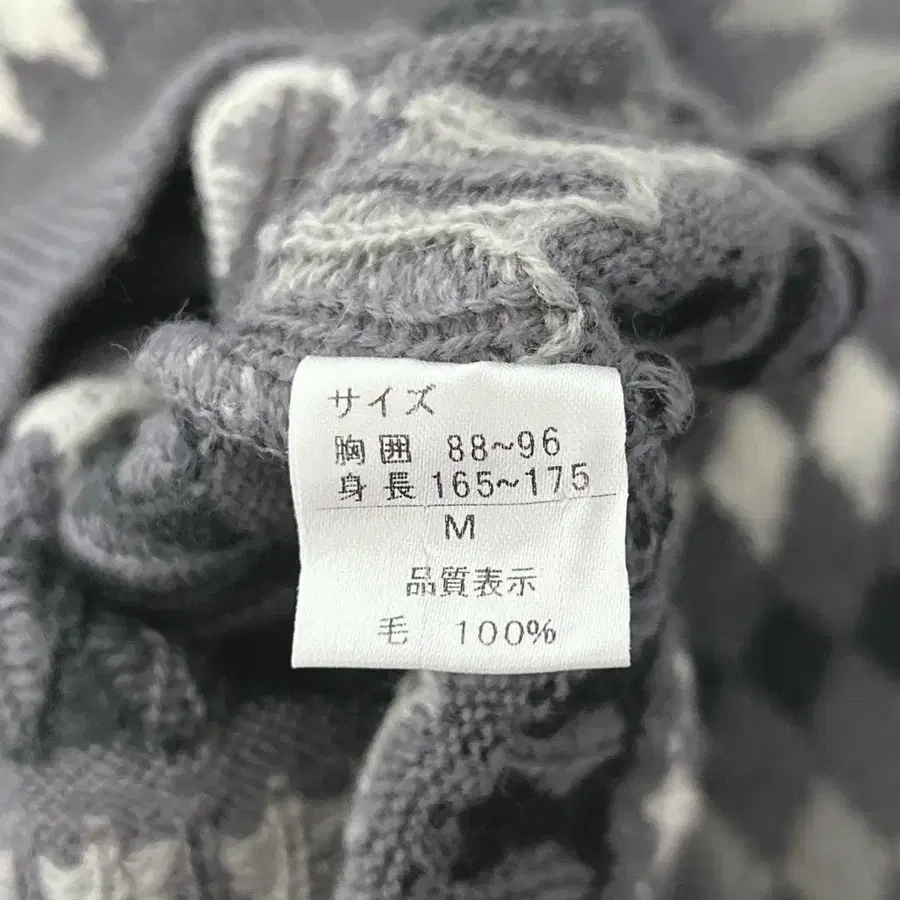 サイズ
胸囲 88~96
身長 165~175
M
品質表示
毛 100%